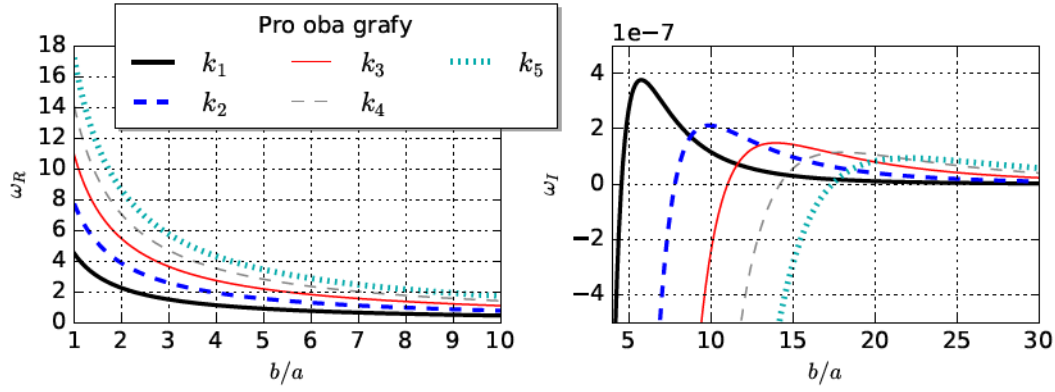 Pro oba grafy
k₁ k₃ k₅
k₂ k₄
18
16
14
12
10
8
6
4
2
0
ω_R
1 2 3 4 5 6 7 8 9 10
b/a
1e−7
4
2
0
−2
−4
ω_I
5 10 15 20 25 30
b/a